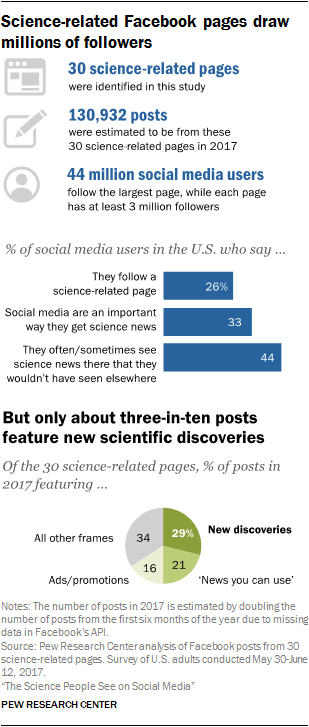 Science-related Facebook pages draw
millions of followers
30 science-related pages
were identified in this study
130,932 posts
were estimated to be from these
30 science-related pages in 2017
44 million social media users
follow the largest page, while each page
has at least 3 million followers
% of social media users in the U.S. who say ...
They follow a
science-related page
26%
Social media are an important
way they get science news
33
They often/sometimes see
science news there that they
wouldn't have seen elsewhere
44
But only about three-in-ten posts
feature new scientific discoveries
Of the 30 science-related pages, % of posts in
2017 featuring ...
All other frames
34
29%
New discoveries
Ads/promotions
16
21
'News you can use'
Notes: The number of posts in 2017 is estimated by doubling the
number of posts from the first six months of the year due to missing
data in Facebook's API.
Source: Pew Research Center analysis of Facebook posts from 30
science-related pages. Survey of U.S. adults conducted May 30-June
12, 2017.
"The Science People See on Social Media"
PEW RESEARCH CENTER